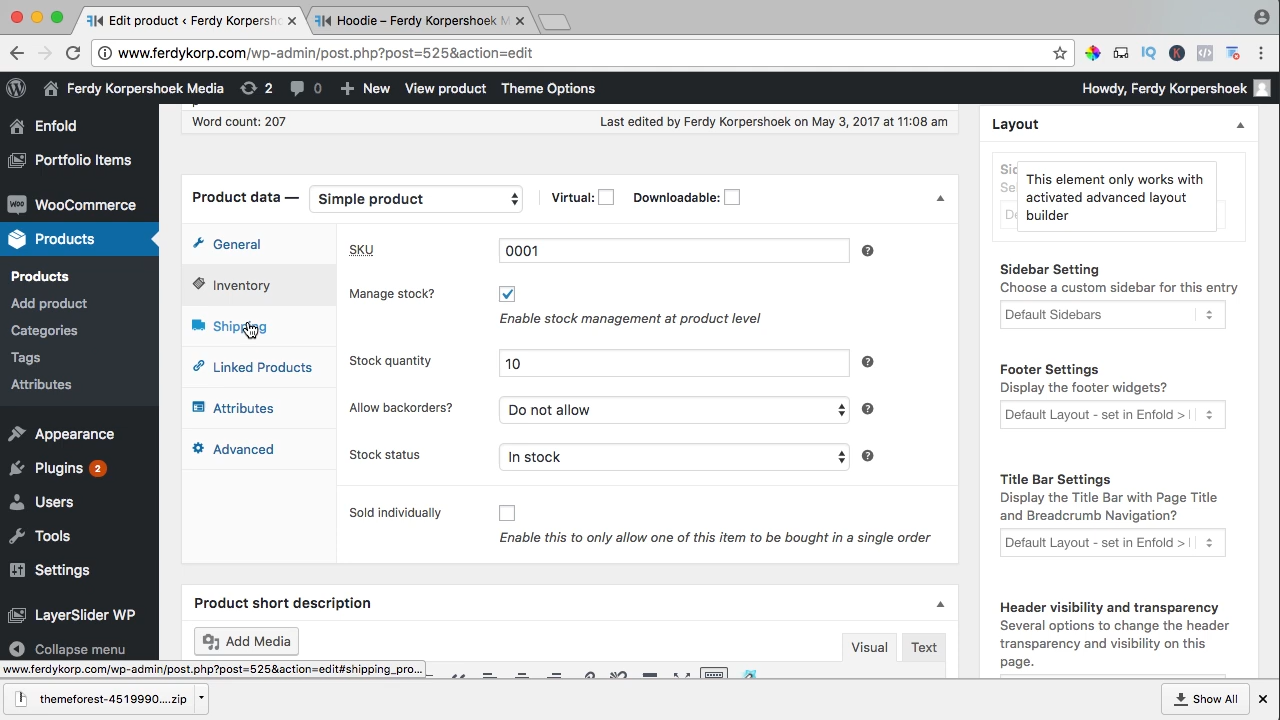 Edit product ‹ Ferdy Korpersho
Hoodie – Ferdy Korpershoek M
www.ferdykorp.com/wp-admin/post.php?post=525&action=edit
Ferdy Korpershoek Media
2
0
New
View product
Theme Options
Howdy, Ferdy Korpershoek
Enfold
Portfolio Items
WooCommerce
Products
Products
Add product
Categories
Tags
Attributes
Appearance
Plugins 2
Users
Tools
Settings
LayerSlider WP
Collapse menu
Word count: 207
Last edited by Ferdy Korpershoek on May 3, 2017 at 11:08 am
Product data —
Simple product
Virtual:
Downloadable:
General
Inventory
Shipping
Linked Products
Attributes
Advanced
SKU
0001
Manage stock?
Enable stock management at product level
Stock quantity
10
Allow backorders?
Do not allow
Stock status
In stock
Sold individually
Enable this to only allow one of this item to be bought in a single order
Product short description
Add Media
Visual
Text
Layout
This element only works with
activated advanced layout
builder
Sidebar Setting
Choose a custom sidebar for this entry
Default Sidebars
Footer Settings
Display the footer widgets?
Default Layout - set in Enfold >
Title Bar Settings
Display the Title Bar with Page Title
and Breadcrumb Navigation?
Default Layout - set in Enfold >
Header visibility and transparency
Several options to change the header
transparency and visibility on this
page.
www.ferdykorp.com/wp-admin/post.php?post=525&action=edit#shipping_pro...
themeforest-4519990....zip
Show All